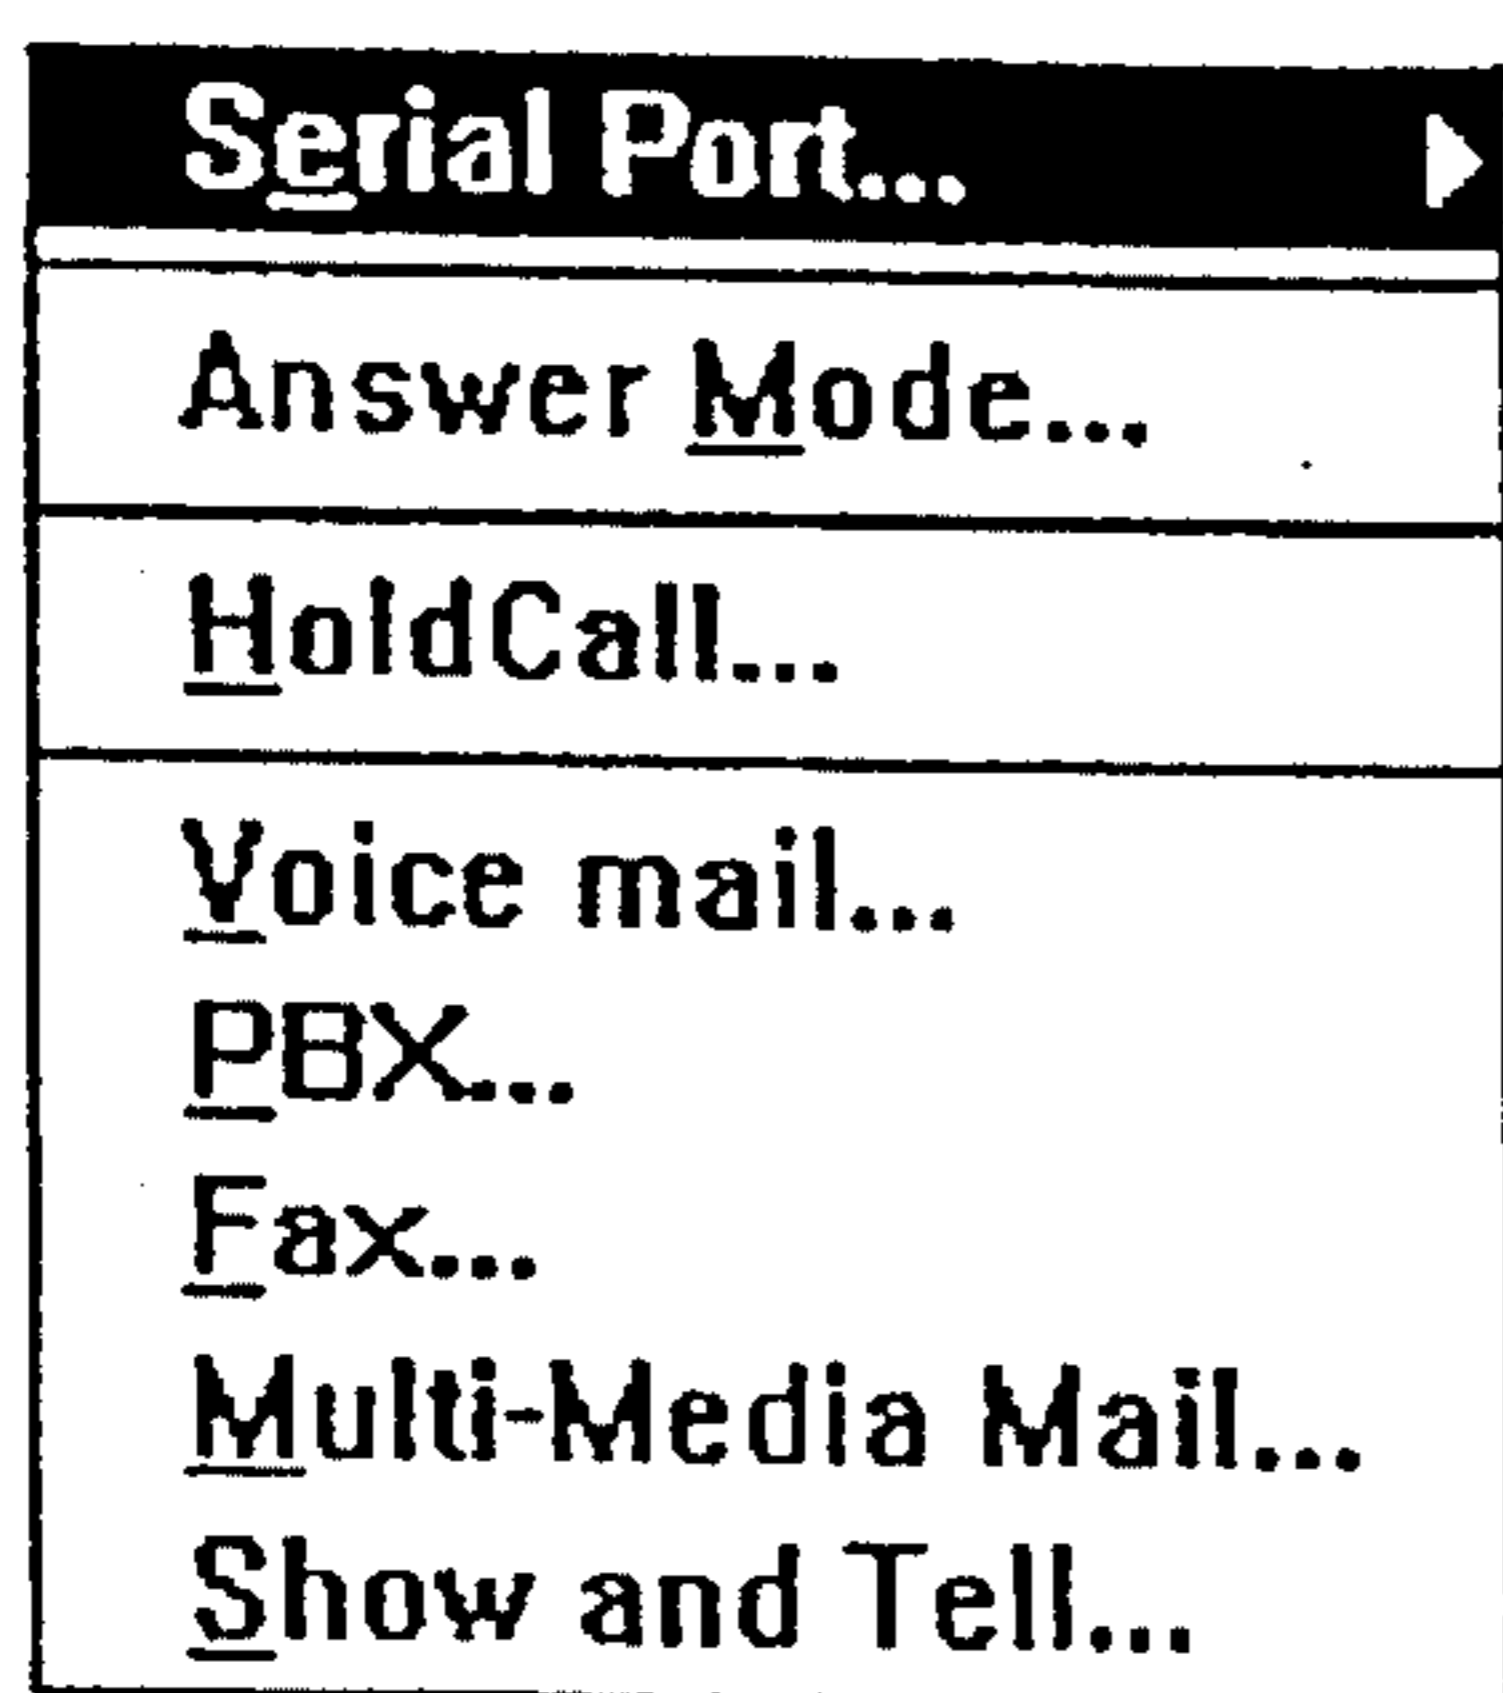 Serial Port...
Answer Mode...
HoldCall...
Voice mail...
PBX...
Fax...
Multi-Media Mail...
Show and Tell...